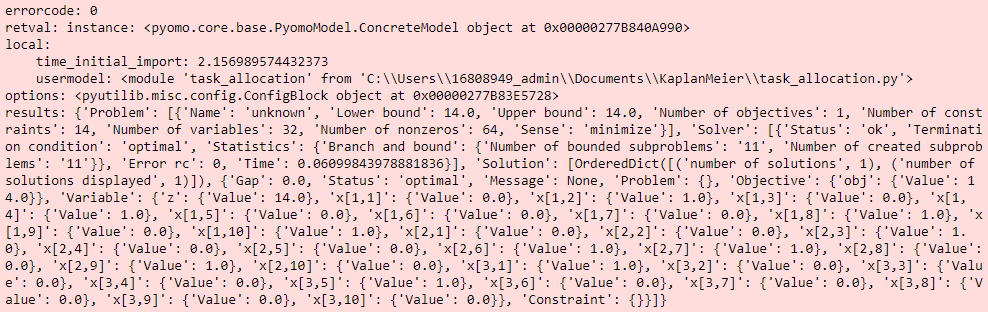 errorcode: 0
retval: instance: <pyomo.core.base.PyomoModel.ConcreteModel object at 0x00000277B840A990>
local:
    time_initial_import: 2.156989574432373
    usermodel: <module 'task_allocation' from 'C:\\Users\\16808949_admin\\Documents\\KaplanMeier\\task_allocation.py'>
options: <pyutilib.misc.config.ConfigBlock object at 0x00000277B83E5728>
results: {'Problem': [{'Name': 'unknown', 'Lower bound': 14.0, 'Upper bound': 14.0, 'Number of objectives': 1, 'Number of const
raints': 14, 'Number of variables': 32, 'Number of nonzeros': 64, 'Sense': 'minimize'}], 'Solver': [{'Status': 'ok', 'Terminati
on condition': 'optimal', 'Statistics': {'Branch and bound': {'Number of bounded subproblems': '11', 'Number of created subprob
lems': '11'}}, 'Error rc': 0, 'Time': 0.06099843978881836}], 'Solution': [OrderedDict([('number of solutions', 1), ('number of
solutions displayed', 1)]), {'Gap': 0.0, 'Status': 'optimal', 'Message': None, 'Problem': {}, 'Objective': {'obj': {'Value': 1
4.0}}, 'Variable': {'z': {'Value': 14.0}, 'x[1,1]': {'Value': 0.0}, 'x[1,2]': {'Value': 1.0}, 'x[1,3]': {'Value': 0.0}, 'x[1,
4]': {'Value': 1.0}, 'x[1,5]': {'Value': 0.0}, 'x[1,6]': {'Value': 0.0}, 'x[1,7]': {'Value': 0.0}, 'x[1,8]': {'Value': 1.0}, 'x
[1,9]': {'Value': 0.0}, 'x[1,10]': {'Value': 1.0}, 'x[2,1]': {'Value': 0.0}, 'x[2,2]': {'Value': 0.0}, 'x[2,3]': {'Value': 1.
0}, 'x[2,4]': {'Value': 0.0}, 'x[2,5]': {'Value': 0.0}, 'x[2,6]': {'Value': 1.0}, 'x[2,7]': {'Value': 1.0}, 'x[2,8]': {'Value':
0.0}, 'x[2,9]': {'Value': 1.0}, 'x[2,10]': {'Value': 0.0}, 'x[3,1]': {'Value': 1.0}, 'x[3,2]': {'Value': 0.0}, 'x[3,3]': {'Valu
e': 0.0}, 'x[3,4]': {'Value': 0.0}, 'x[3,5]': {'Value': 1.0}, 'x[3,6]': {'Value': 0.0}, 'x[3,7]': {'Value': 0.0}, 'x[3,8]': {'V
alue': 0.0}, 'x[3,9]': {'Value': 0.0}, 'x[3,10]': {'Value': 0.0}}, 'Constraint': {}}]}